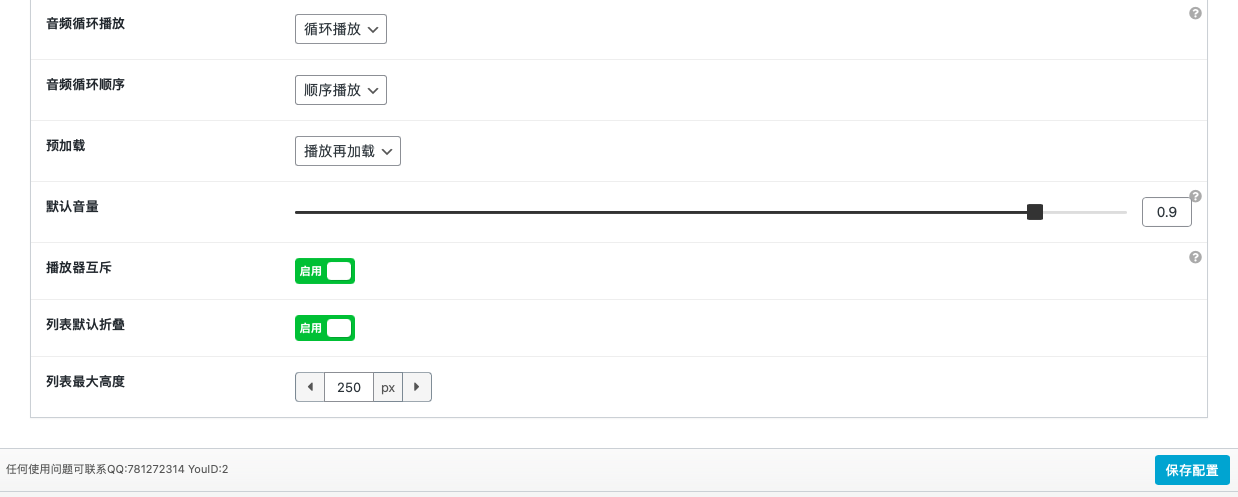 音频循环播放
循环播放
音频循环顺序
顺序播放
预加载
播放再加载
默认音量
0.9
播放器互斥
启用
列表默认折叠
启用
列表最大高度
250 px
任何使用问题可联系QQ:781272314 YouID:2
保存配置